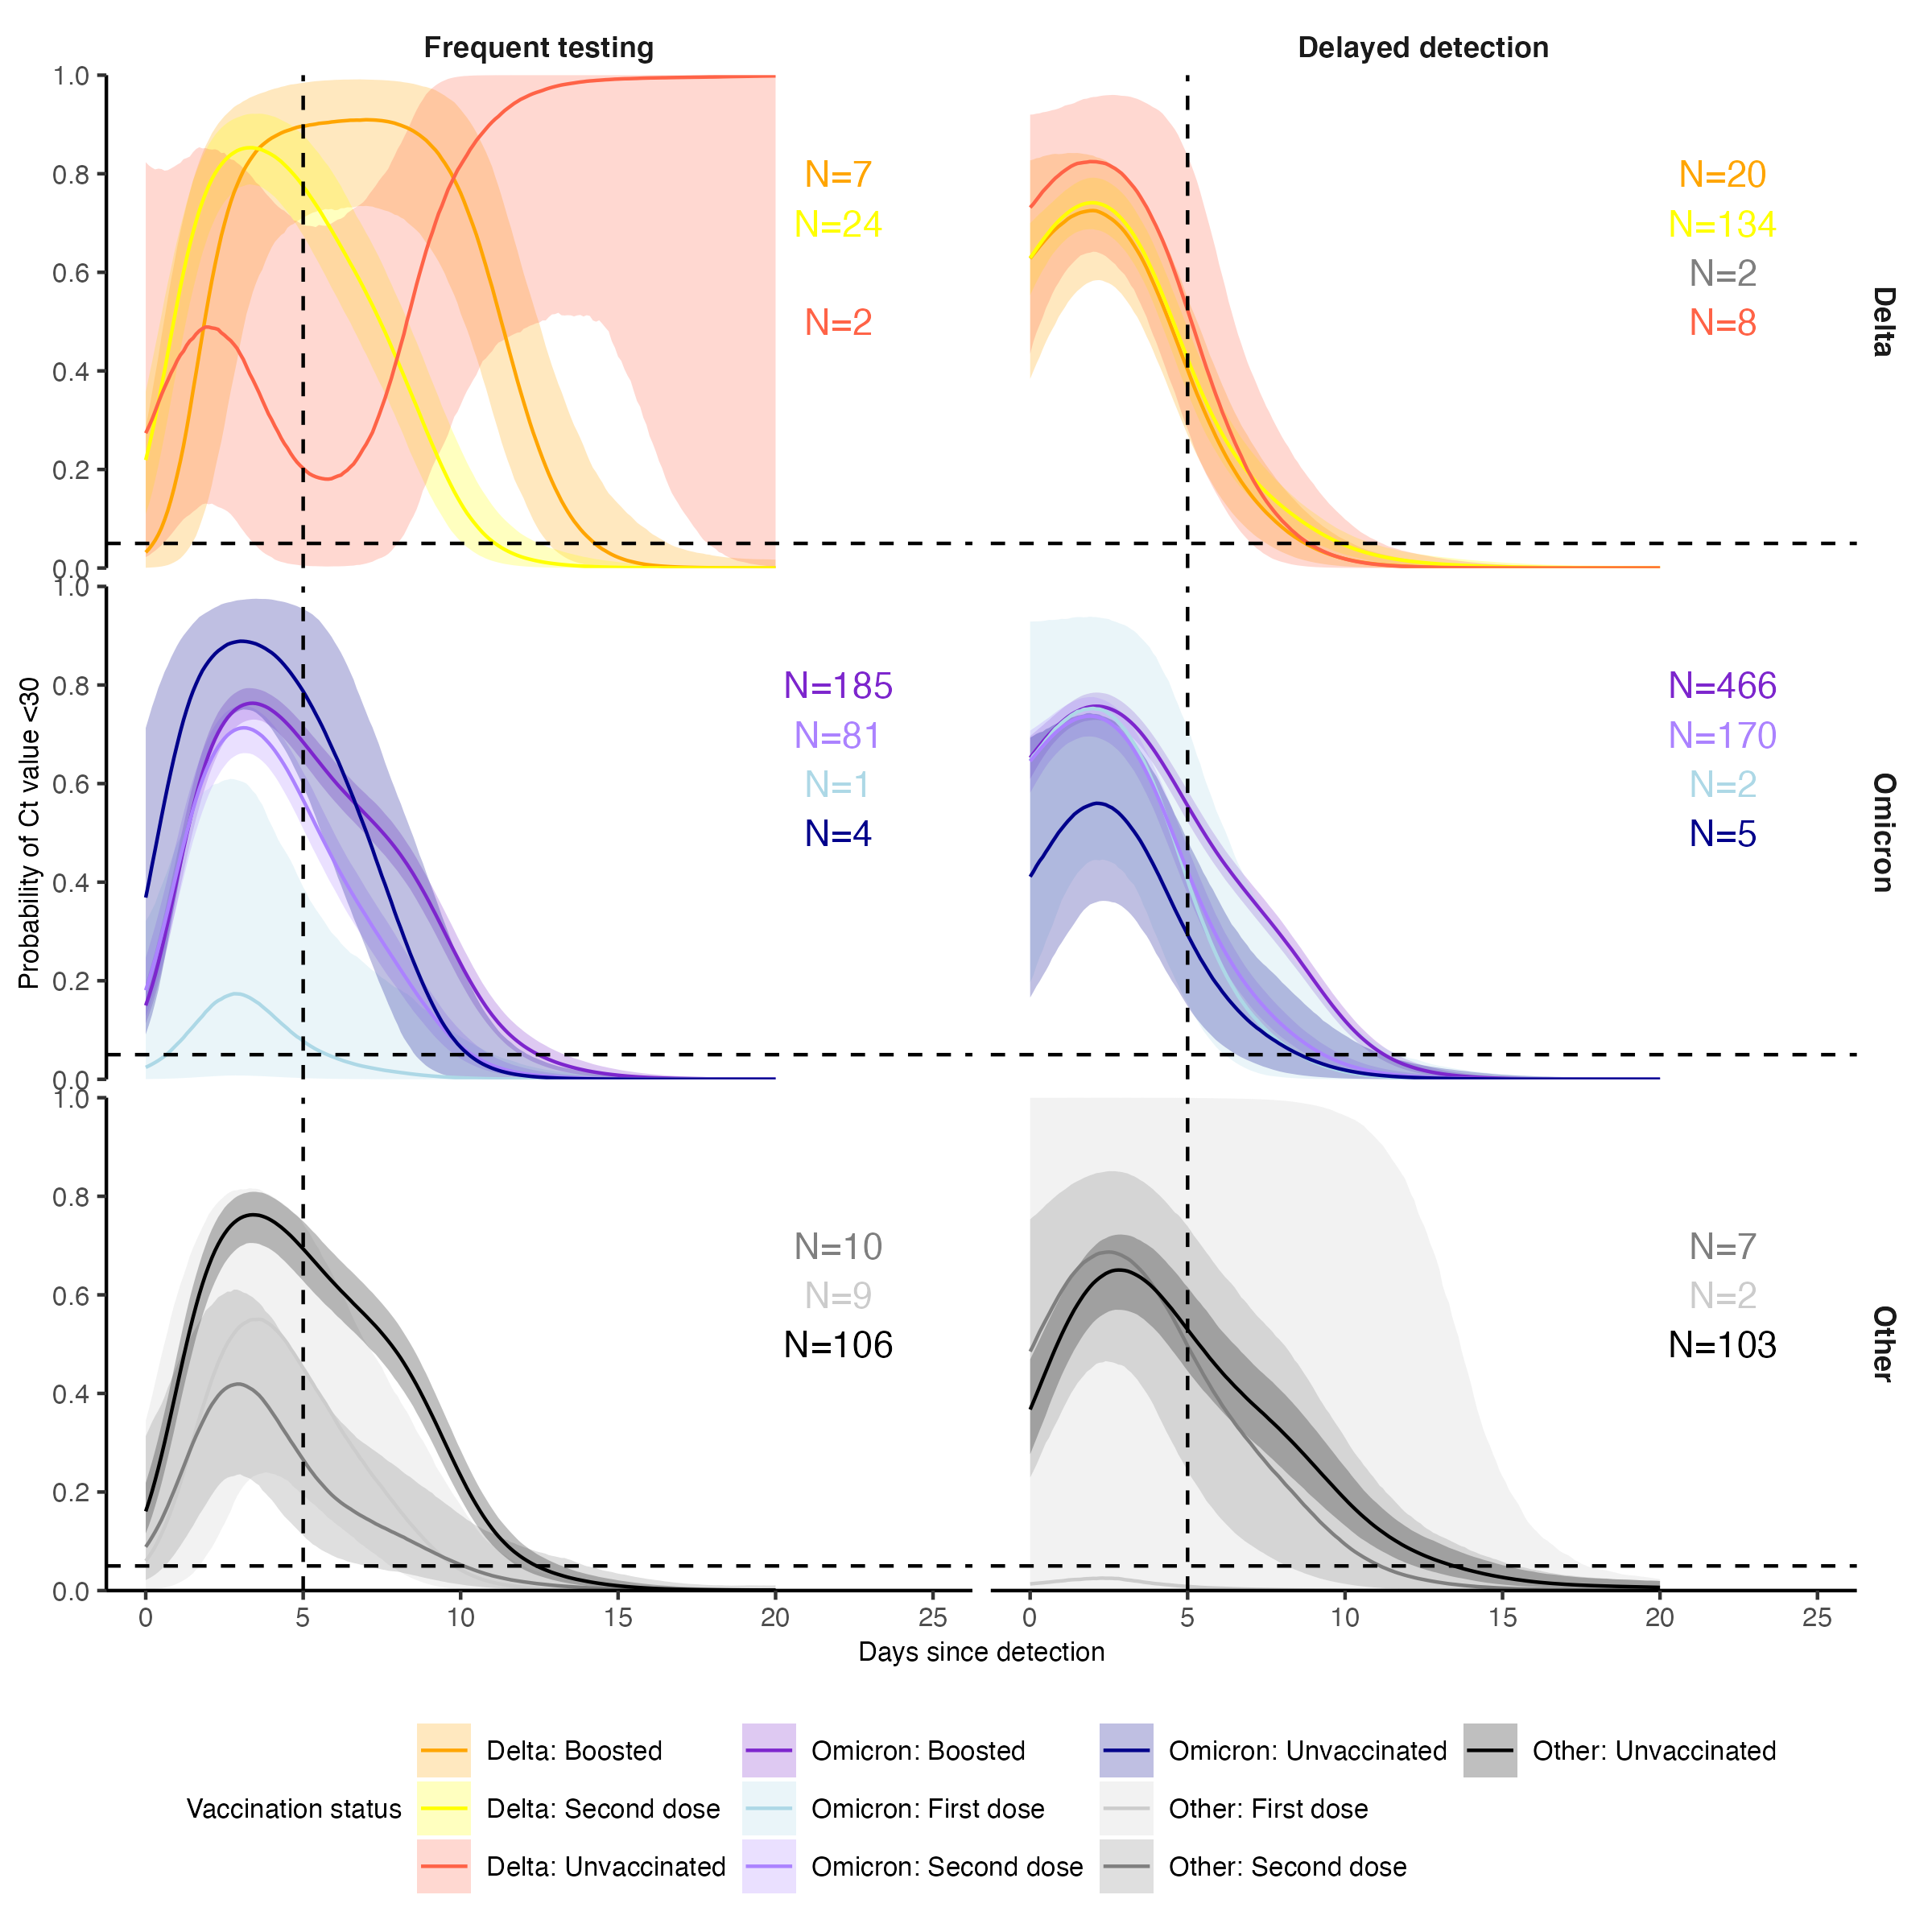 Frequent testing
Delayed detection
1.0
0.8
0.6
0.4
0.2
0.0
N=7
N=24
N=2
N=20
N=134
N=2
N=8
Delta
1.0
0.8
0.6
0.4
0.2
0.0
N=185
N=81
N=1
N=4
N=466
N=170
N=2
N=5
Omicron
Probability of Ct value <30
1.0
0.8
0.6
0.4
0.2
0.0
N=10
N=9
N=106
N=7
N=2
N=103
Other
0 5 10 15 20 25
0 5 10 15 20 25
Days since detection
Vaccination status
Delta: Boosted
Delta: Second dose
Delta: Unvaccinated
Omicron: Boosted
Omicron: First dose
Omicron: Second dose
Omicron: Unvaccinated
Other: First dose
Other: Second dose
Other: Unvaccinated